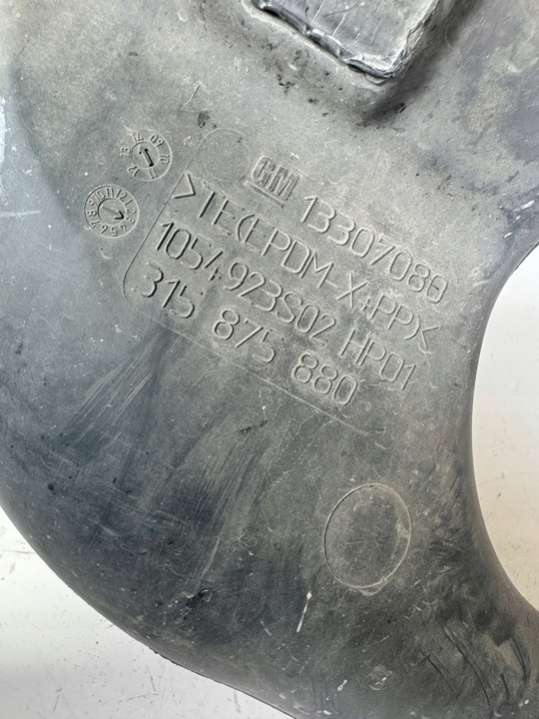 GM 13307080
>TE(EPDM-X+PP)<
1054923S02 HP01
315 875 880